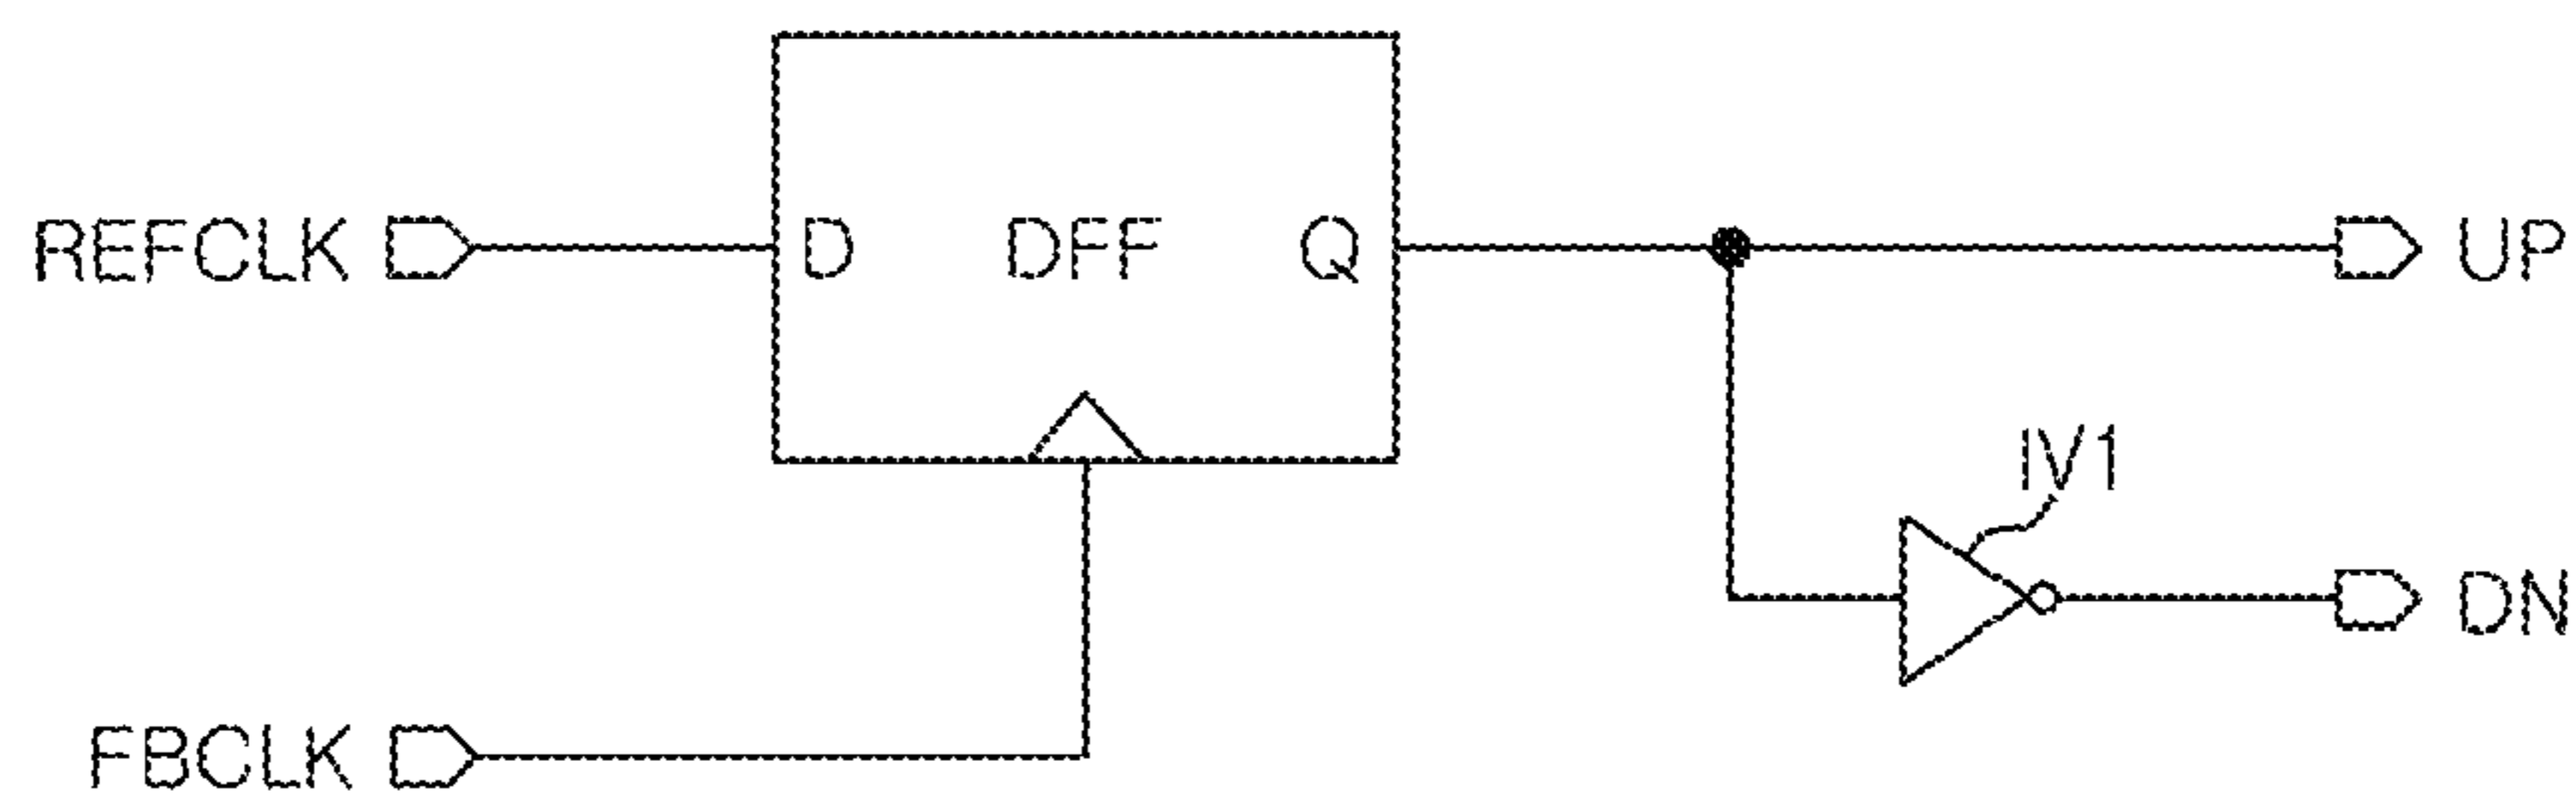 REFCLK
D
DFF
Q
UP
IV1
DN
FBCLK